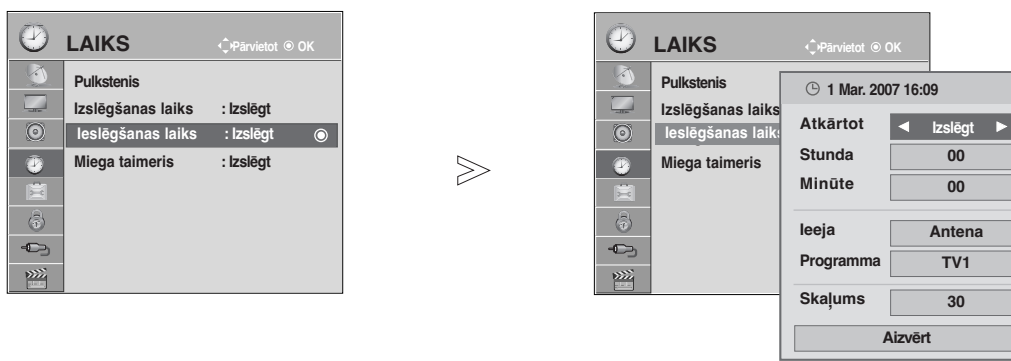 LAIKS Pārvietot OK
Pulkstenis
Izslēgšanas laiks : Izslēgt
Ieslēgšanas laiks : Izslēgt
Miega taimeris : Izslēgt
LAIKS Pārvietot OK
Pulkstenis
Izslēgšanas laiks
Ieslēgšanas laiks
Miega taimeris
1 Mar. 2007 16:09
Atkārtot ◀ Izslēgt ▶
Stunda 00
Minūte 00
Ieeja Antena
Programma TV1
Skaļums 30
Aizvērt